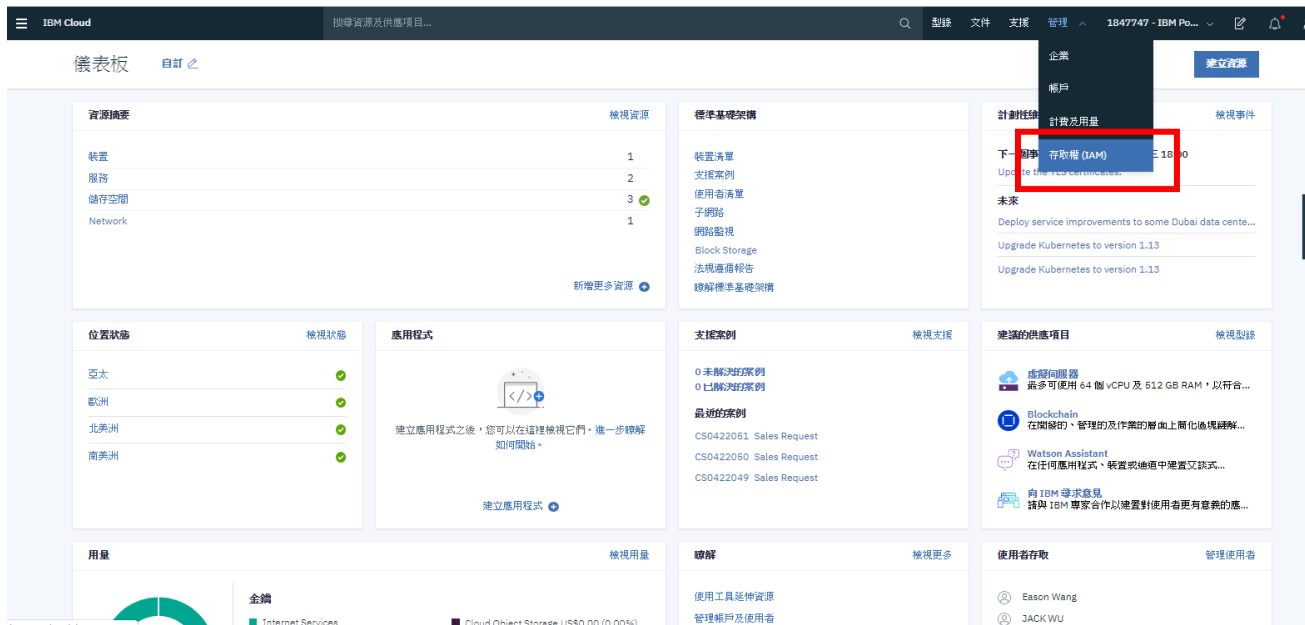 IBM Cloud
搜尋資源及供應項目...
型錄
文件
支援
管理
1847747 - IBM Po...
儀表板
自訂
建立資源
企業
帳戶
計費及用量
存取權 (IAM)
資源摘要
檢視資源
裝置 1
服務 2
儲存空間 3
Network 1
新增更多資源
標準基礎架構
裝置清單
支援案例
使用者清單
子網路
網路監視
Block Storage
法規遵循報告
瞭解標準基礎架構
檢視事件
Update the TLS certificates.
未來
Deploy service improvements to some Dubai data cente...
Upgrade Kubernetes to version 1.13
Upgrade Kubernetes to version 1.13
位置狀態
檢視狀態
亞太
歐洲
北美洲
南美洲
應用程式
建立應用程式之後，您可以在這裡檢視它們。進一步瞭解
如何開始。
建立應用程式
支援案例
檢視支援
0 未解決的案例
0 已解決的案例
最近的案例
CS0422051 Sales Request
CS0422050 Sales Request
CS0422049 Sales Request
建議的供應項目
檢視型錄
虛擬伺服器
最多可使用 64 個 vCPU 及 512 GB RAM，以符合...
Blockchain
在開發的、管理的及作業的層面上簡化區塊鏈解...
Watson Assistant
在任何應用程式、裝置或通道中建置交談式...
向 IBM 尋求意見
請與 IBM 專家合作以建置對使用者更有意義的應...
用量
檢視用量
金鑰
Internet Services
Cloud Object Storage US$0.00 (0.00%)
瞭解
檢視更多
使用工具延伸資源
管理帳戶及使用者
使用者存取
管理使用者
Eason Wang
JACK WU